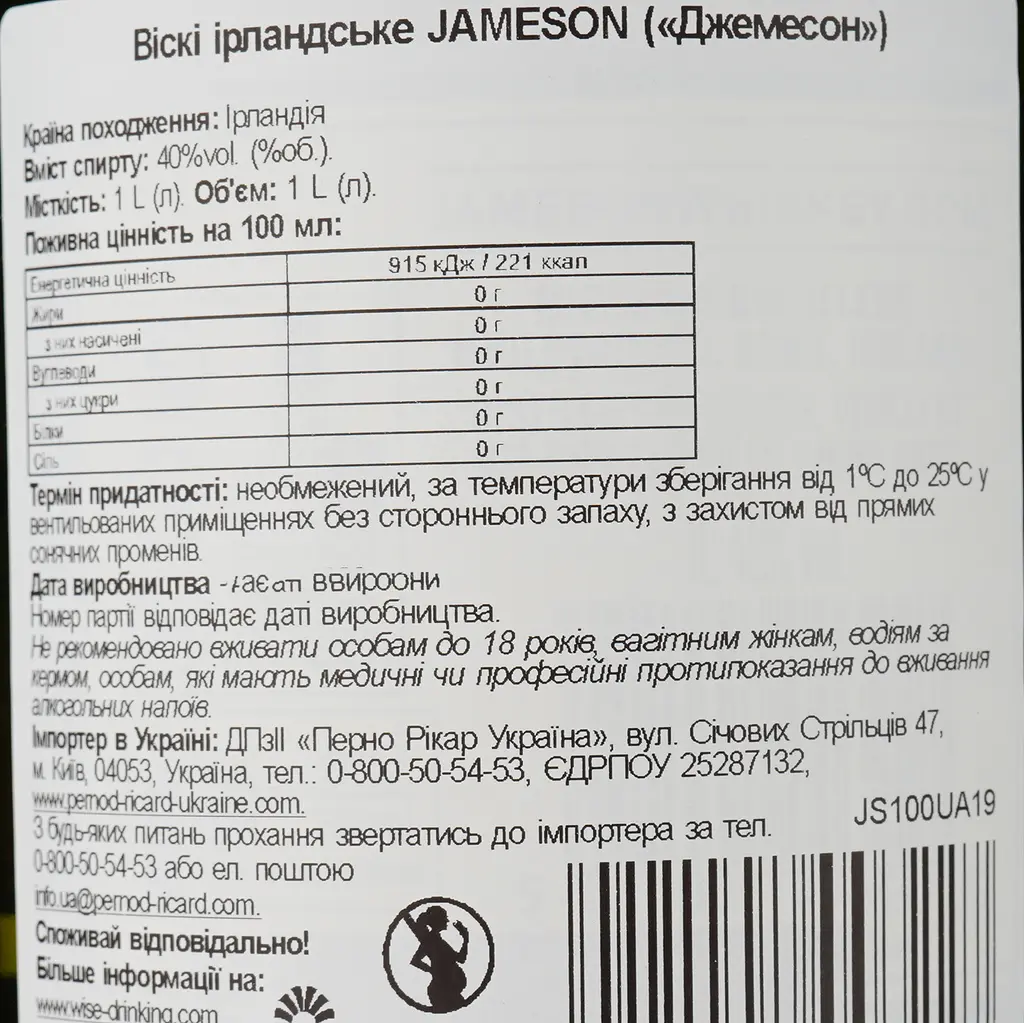 Віскі ірландське JAMESON («Джемесон»)
Країна походження: Ірландія
Вміст спирту: 40%vol. (%об.).
Місткість: 1 L (л). Об'єм: 1 L (л).
Поживна цінність на 100 мл:
Енергетична цінність 915 кДж / 221 ккал
Жири 0 г
з них насичені 0 г
Вуглеводи 0 г
з них цукри 0 г
Білки 0 г
Сіль 0 г
Термін придатності: необмежений, за температури зберігання від 1°C до 25°C у
вентильованих приміщеннях без стороннього запаху, з захистом від прямих
сонячних променів.
Дата виробництва -
Номер партії відповідає даті виробництва.
Не рекомендовано вживати особам до 18 років, вагітним жінкам, водіям за
кермом, особам, які мають медичні чи професійні протипоказання до вживання
алкогольних напоїв.
Імпортер в Україні: ДПзІІ «Перно Рікар Україна», вул. Січових Стрільців 47,
м. Київ, 04053, Україна, тел.: 0-800-50-54-53, ЄДРПОУ 25287132,
www.pernod-ricard-ukraine.com.
JS100UA19
З будь-яких питань прохання звертатись до імпортера за тел.
0-800-50-54-53 або ел. поштою
info.ua@pernod-ricard.com.
Споживай відповідально!
Більше інформації на:
www.wise-drinking.com